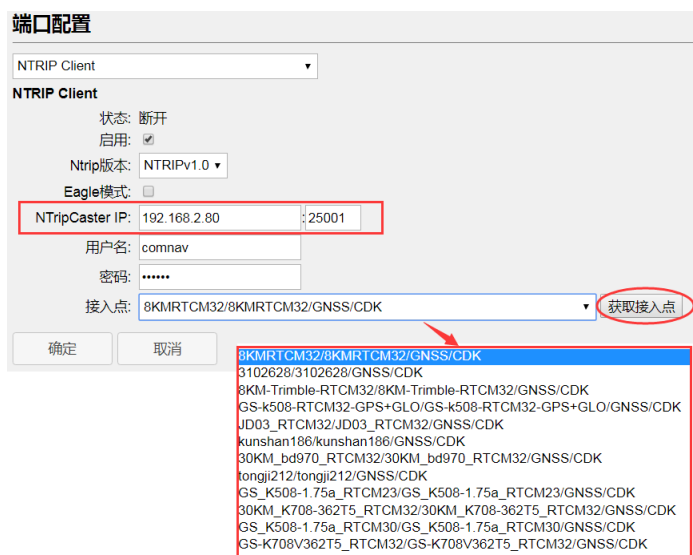 端口配置
NTRIP Client
NTRIP Client
状态: 断开
启用:
Ntrip版本: NTRIPv1.0
Eagle模式:
NTripCaster IP: 192.168.2.80 : 25001
用户名: comnav
密码: ••••••
接入点: 8KMRTCM32/8KMRTCM32/GNSS/CDK 获取接入点
确定 取消
8KMRTCM32/8KMRTCM32/GNSS/CDK
3102628/3102628/GNSS/CDK
8KM-Trimble-RTCM32/8KM-Trimble-RTCM32/GNSS/CDK
GS-k508-RTCM32-GPS+GLO/GS-k508-RTCM32-GPS+GLO/GNSS/CDK
JD03_RTCM32/JD03_RTCM32/GNSS/CDK
kunshan186/kunshan186/GNSS/CDK
30KM_bd970_RTCM32/30KM_bd970_RTCM32/GNSS/CDK
tongji212/tongji212/GNSS/CDK
GS_K508-1.75a_RTCM23/GS_K508-1.75a_RTCM23/GNSS/CDK
30KM_K708-362T5_RTCM32/30KM_K708-362T5_RTCM32/GNSS/CDK
GS_K508-1.75a_RTCM30/GS_K508-1.75a_RTCM30/GNSS/CDK
GS-K708V362T5_RTCM32/GS-K708V362T5_RTCM32/GNSS/CDK